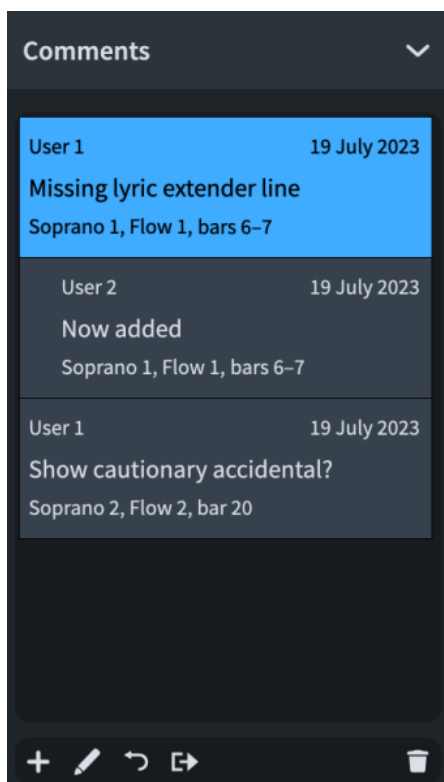 Comments
User 1 19 July 2023
Missing lyric extender line
Soprano 1, Flow 1, bars 6–7
User 2 19 July 2023
Now added
Soprano 1, Flow 1, bars 6–7
User 1 19 July 2023
Show cautionary accidental?
Soprano 2, Flow 2, bar 20